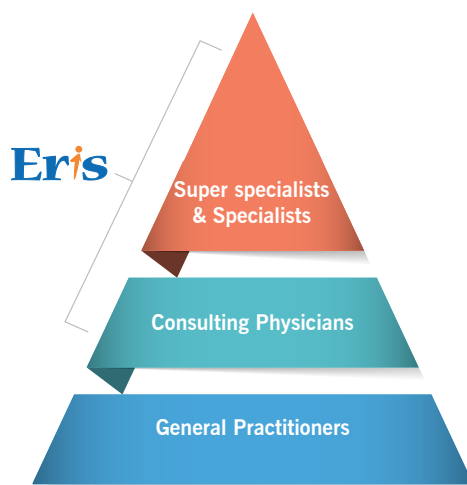 Eris
Super specialists
& Specialists
Consulting Physicians
General Practitioners